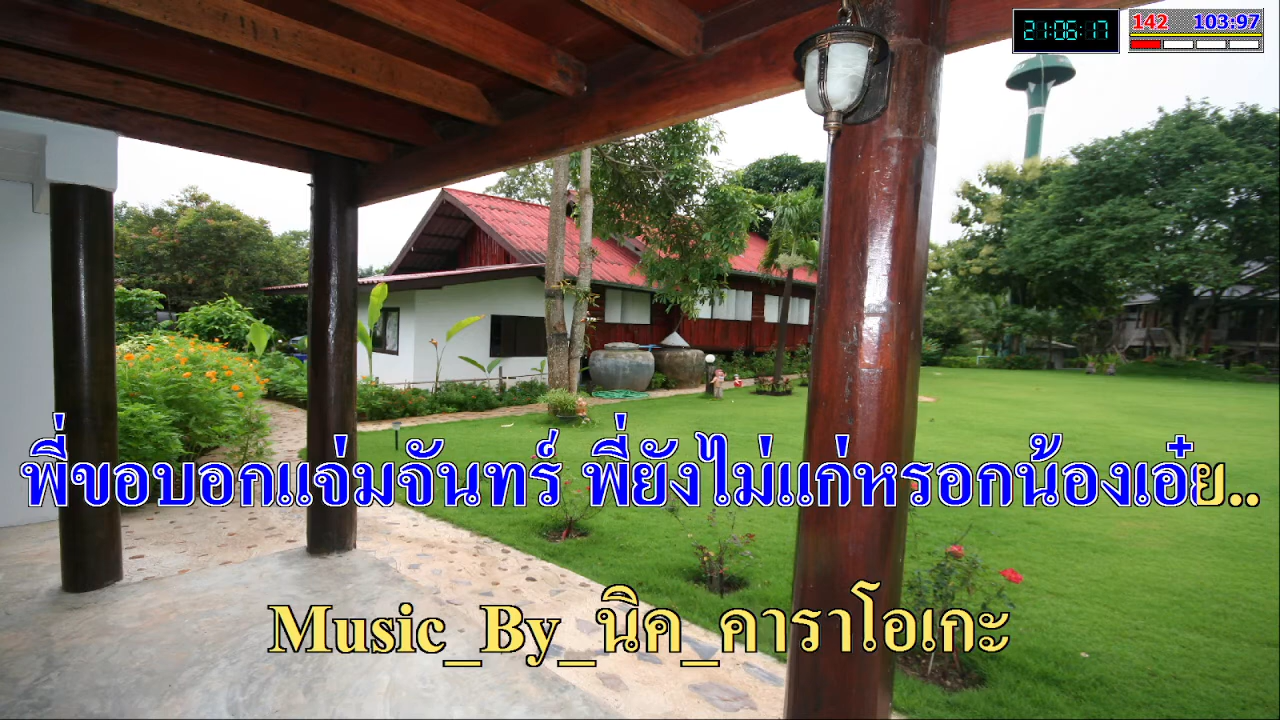 21:06:17
142 103:97
พี่ขอบอกแจ่มจันทร์ พี่ยังไม่แก่หรอกน้องเอ๋ย..
Music_By_นิค_คาราโอเกะ